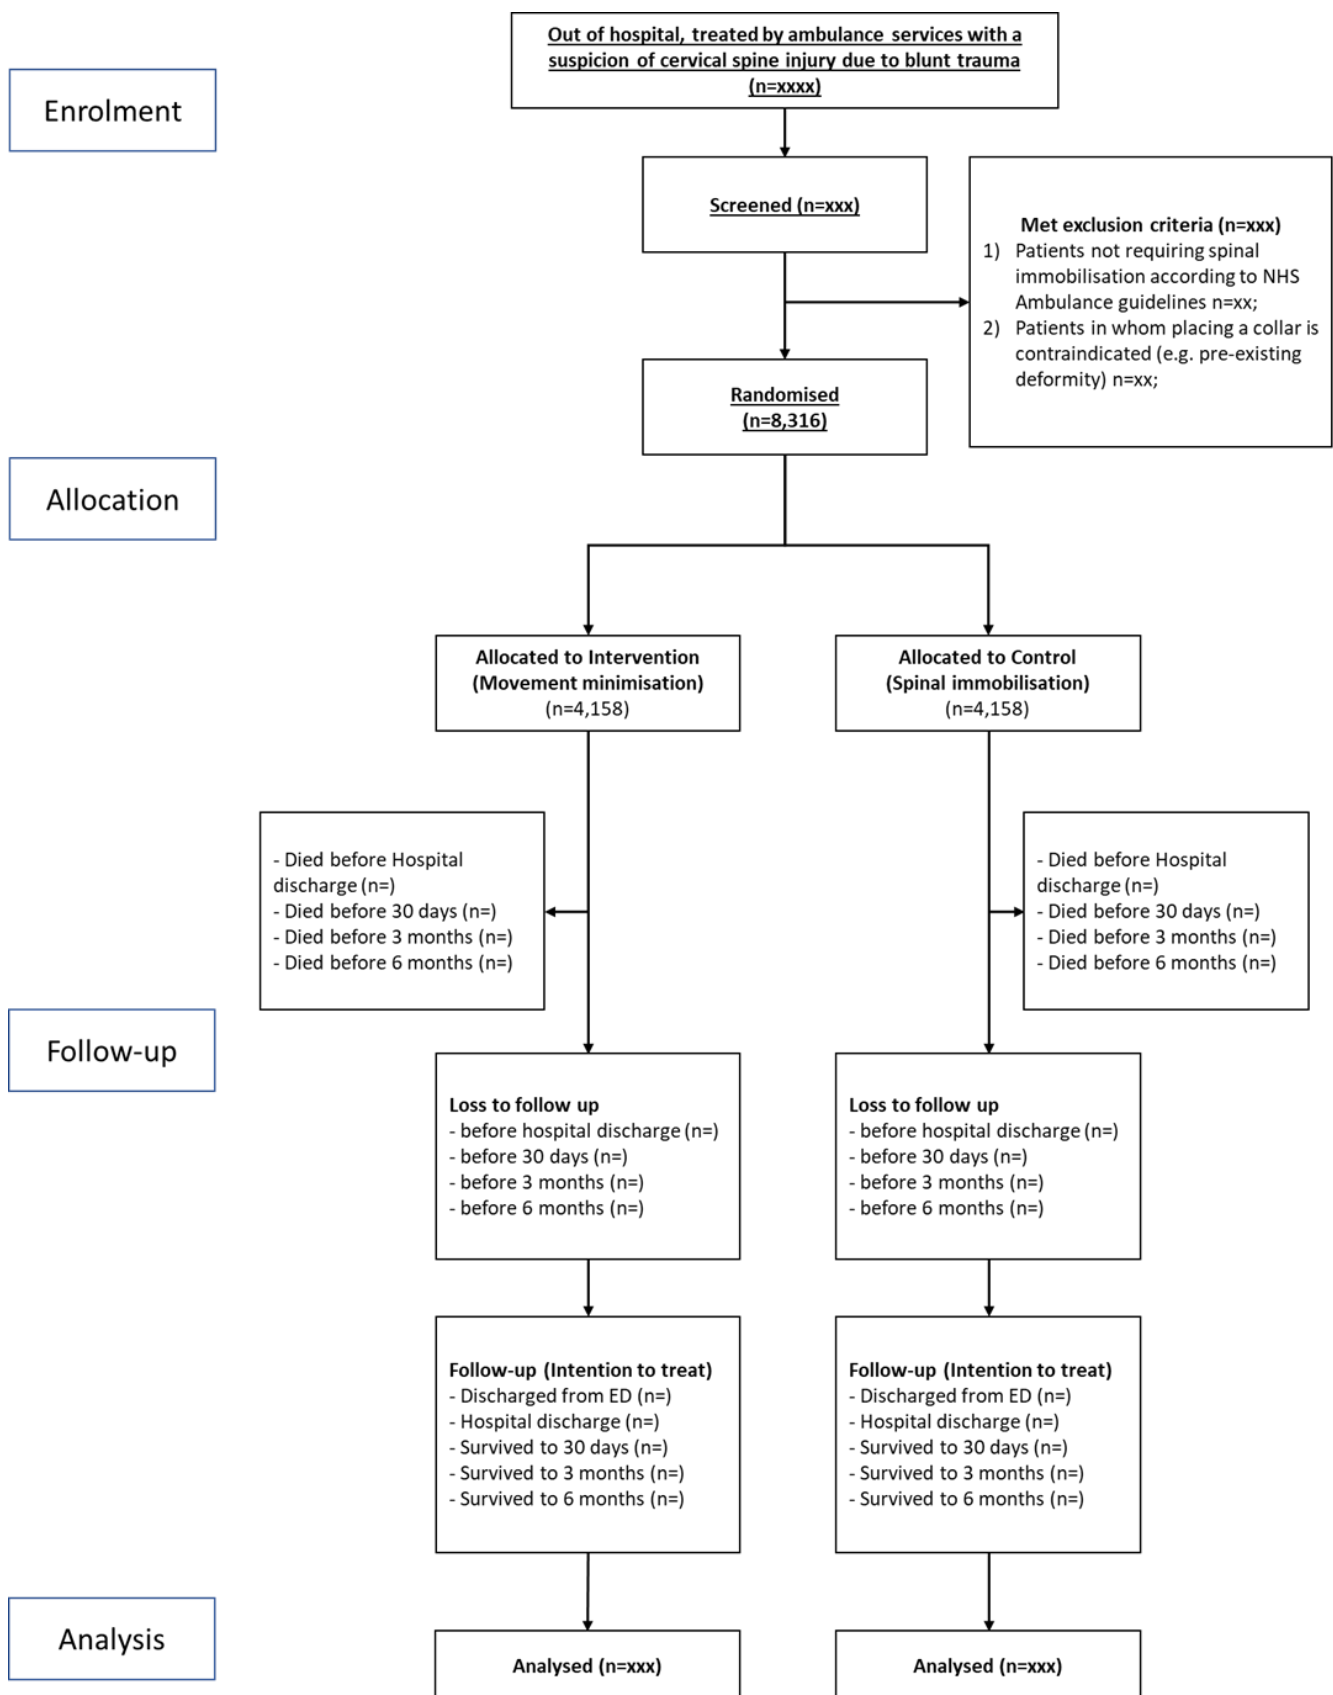 Out of hospital, treated by ambulance services with a
suspicion of cervical spine injury due to blunt trauma
(n=xxxx)
Enrolment
Screened (n=xxx)
Met exclusion criteria (n=xxx)
1) Patients not requiring spinal
immobilisation according to NHS
Ambulance guidelines n=xx;
2) Patients in whom placing a collar is
contraindicated (e.g. pre-existing
deformity) n=xx;
Randomised
(n=8,316)
Allocation
Allocated to Intervention
(Movement minimisation)
(n=4,158)
Allocated to Control
(Spinal immobilisation)
(n=4,158)
- Died before Hospital
discharge (n=)
- Died before 30 days (n=)
- Died before 3 months (n=)
- Died before 6 months (n=)
- Died before Hospital
discharge (n=)
- Died before 30 days (n=)
- Died before 3 months (n=)
- Died before 6 months (n=)
Follow-up
Loss to follow up
- before hospital discharge (n=)
- before 30 days (n=)
- before 3 months (n=)
- before 6 months (n=)
Loss to follow up
- before hospital discharge (n=)
- before 30 days (n=)
- before 3 months (n=)
- before 6 months (n=)
Follow-up (Intention to treat)
- Discharged from ED (n=)
- Hospital discharge (n=)
- Survived to 30 days (n=)
- Survived to 3 months (n=)
- Survived to 6 months (n=)
Follow-up (Intention to treat)
- Discharged from ED (n=)
- Hospital discharge (n=)
- Survived to 30 days (n=)
- Survived to 3 months (n=)
- Survived to 6 months (n=)
Analysis
Analysed (n=xxx)
Analysed (n=xxx)